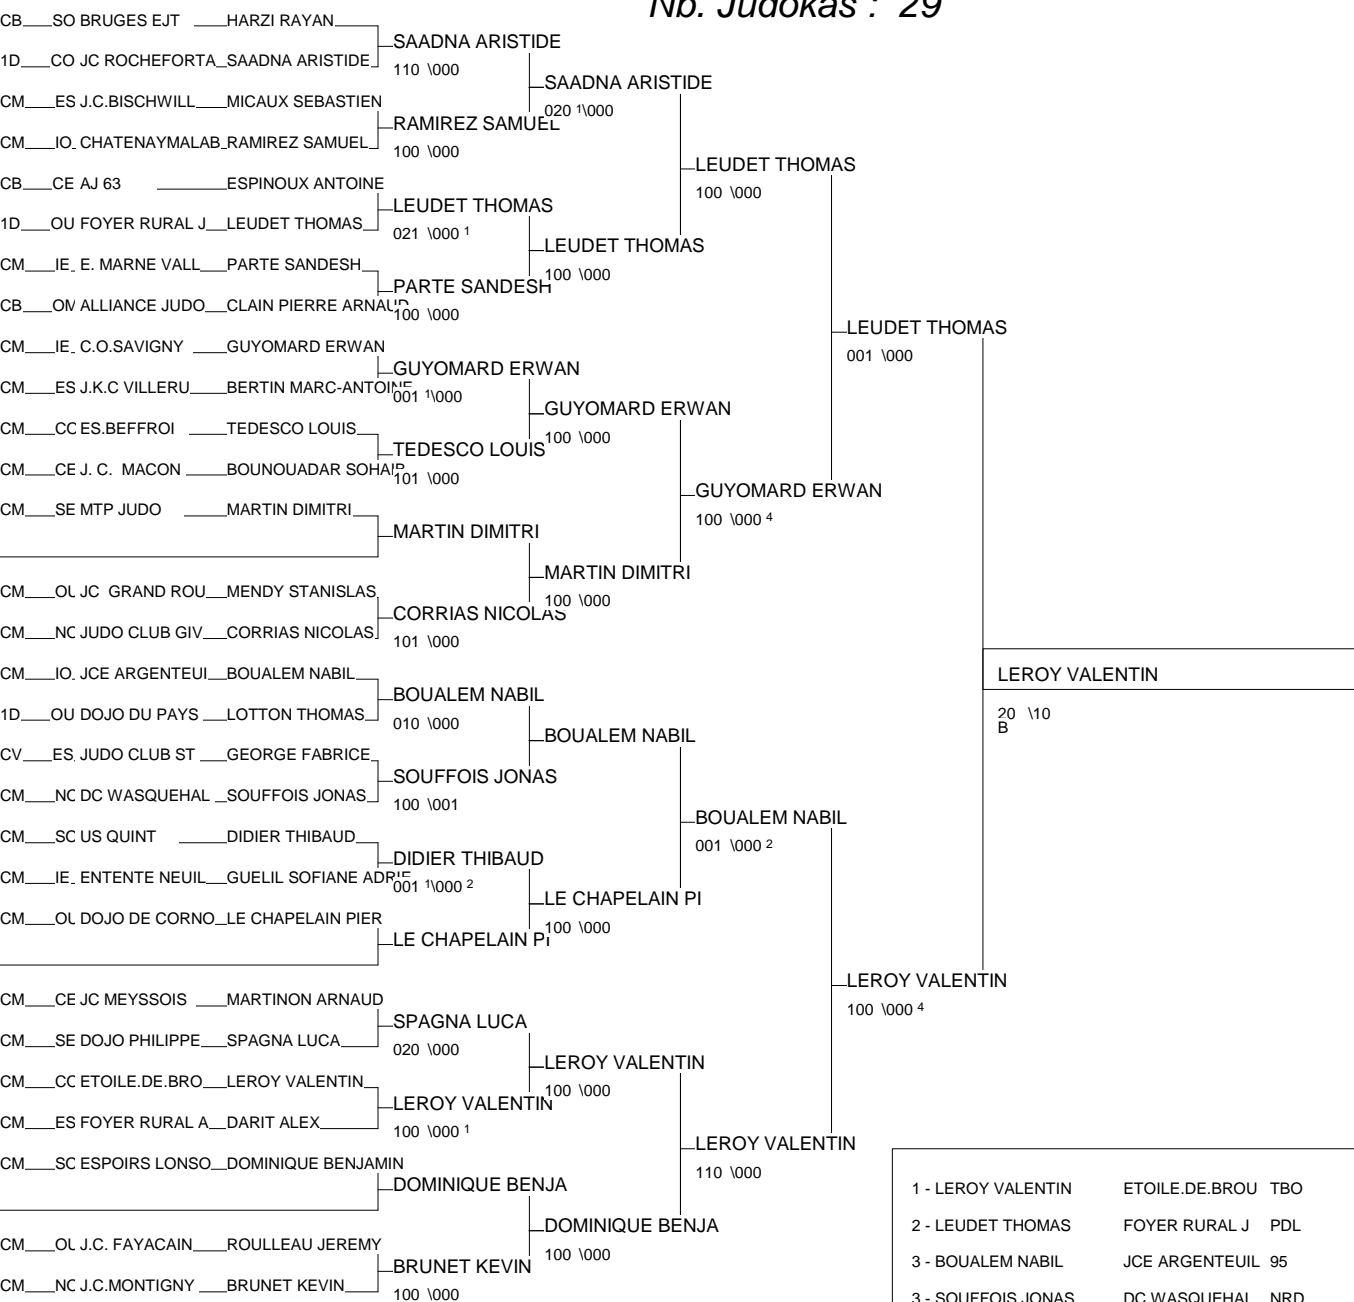 Nb. Judokas : 29
CB SO BRUGES EJT HARZI RAYAN
1D CO JC ROCHEFORTA SAADNA ARISTIDE
CM ES J.C.BISCHWILL MICAUX SEBASTIEN
CM IO CHATENAYMALAB RAMIREZ SAMUEL
CB CE AJ 63 ESPINOUX ANTOINE
1D OU FOYER RURAL J LEUDET THOMAS
CM IE E. MARNE VALL PARTE SANDESH
CB OM ALLIANCE JUDO CLAIN PIERRE ARNAUD
CM IE C.O.SAVIGNY GUYOMARD ERWAN
CM ES J.K.C VILLERU BERTIN MARC-ANTOINE
CM CO ES.BEFFROI TEDESCO LOUIS
CM CE J. C. MACON BOUNOUADAR SOHAIB
CM SE MTP JUDO MARTIN DIMITRI
CM OU JC GRAND ROU MENDY STANISLAS
CM NO JUDO CLUB GIV CORRIAS NICOLAS
CM IO JCE ARGENTEUI BOUALEM NABIL
1D OU DOJO DU PAYS LOTTON THOMAS
CV ES JUDO CLUB ST GEORGE FABRICE
CM NO DC WASQUEHAL SOUFFOIS JONAS
CM SO US QUINT DIDIER THIBAUD
CM IE ENTENTE NEUIL GUELIL SOFIANE ADRIE
CM OU DOJO DE CORNO LE CHAPELAIN PIER
CM CE JC MEYSSOIS MARTINON ARNAUD
CM SE DOJO PHILIPPE SPAGNA LUCA
CM CO ETOILE.DE.BRO LEROY VALENTIN
CM ES FOYER RURAL A DARIT ALEX
CM SO ESPOIRS LONSO DOMINIQUE BENJAMIN
CM OU J.C. FAYACAIN ROULLEAU JEREMY
CM NO J.C.MONTIGNY BRUNET KEVIN
SAADNA ARISTIDE
110 \000
RAMIREZ SAMUEL
100 \000
LEUDET THOMAS
021 \000 1
PARTE SANDESH
100 \000
GUYOMARD ERWAN
001 1\000
TEDESCO LOUIS
101 \000
MARTIN DIMITRI
CORRIAS NICOLAS
101 \000
BOUALEM NABIL
010 \000
SOUFFOIS JONAS
100 \001
DIDIER THIBAUD
001 1\000 2
LE CHAPELAIN PI
SPAGNA LUCA
020 \000
LEROY VALENTIN
100 \000 1
DOMINIQUE BENJA
BRUNET KEVIN
100 \000
SAADNA ARISTIDE
020 1\000
LEUDET THOMAS
100 \000
GUYOMARD ERWAN
100 \000
MARTIN DIMITRI
100 \000
BOUALEM NABIL
LE CHAPELAIN PI
100 \000
LEROY VALENTIN
100 \000
DOMINIQUE BENJA
100 \000
LEUDET THOMAS
100 \000
GUYOMARD ERWAN
100 \000 4
BOUALEM NABIL
001 \000 2
LEROY VALENTIN
110 \000
LEUDET THOMAS
001 \000
LEROY VALENTIN
100 \000 4
LEROY VALENTIN
20 \10
B
1 - LEROY VALENTIN ETOILE.DE.BROU TBO
2 - LEUDET THOMAS FOYER RURAL J PDL
3 - BOUALEM NABIL JCE ARGENTEUIL 95
3 - SOUFFOIS JONAS DC WASQUEHAL NRD